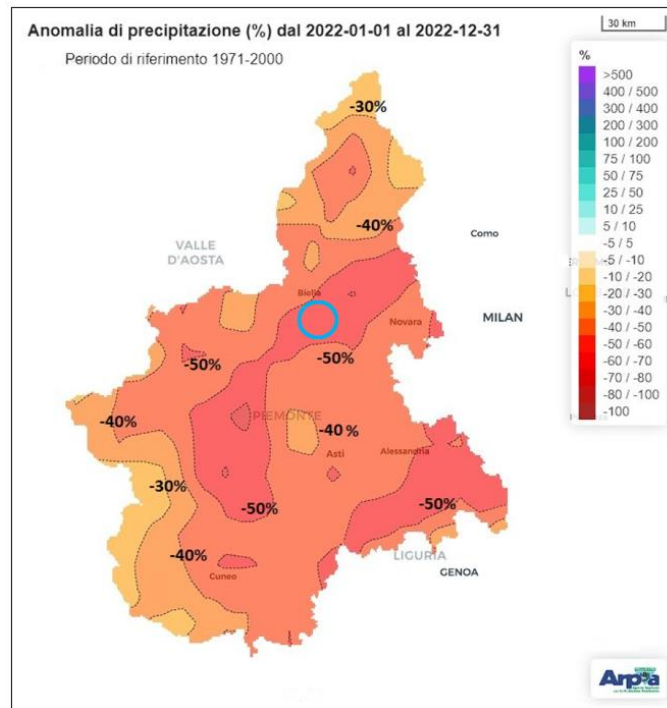 Anomalia di precipitazione (%) dal 2022-01-01 al 2022-12-31
30 km
Periodo di riferimento 1971-2000
%
>500
400 / 500
300 / 400
200 / 300
100 / 200
75 / 100
50 / 75
25 / 50
10 / 25
5 / 10
-5 / 5
-5 / -10
-10 / -20
-20 / -30
-30 / -40
-40 / -50
-50 / -60
-60 / -70
-70 / -80
-80 / -100
-100
-30%
-40%
Como
VALLE
D'AOSTA
Biella
Novara
MILAN
-50%
-50%
-40%
PIEMONTE
-40 %
Asti
Alessandria
-30%
-50%
-50%
-40%
LIGURIA
Cuneo
GENOA
Arpa